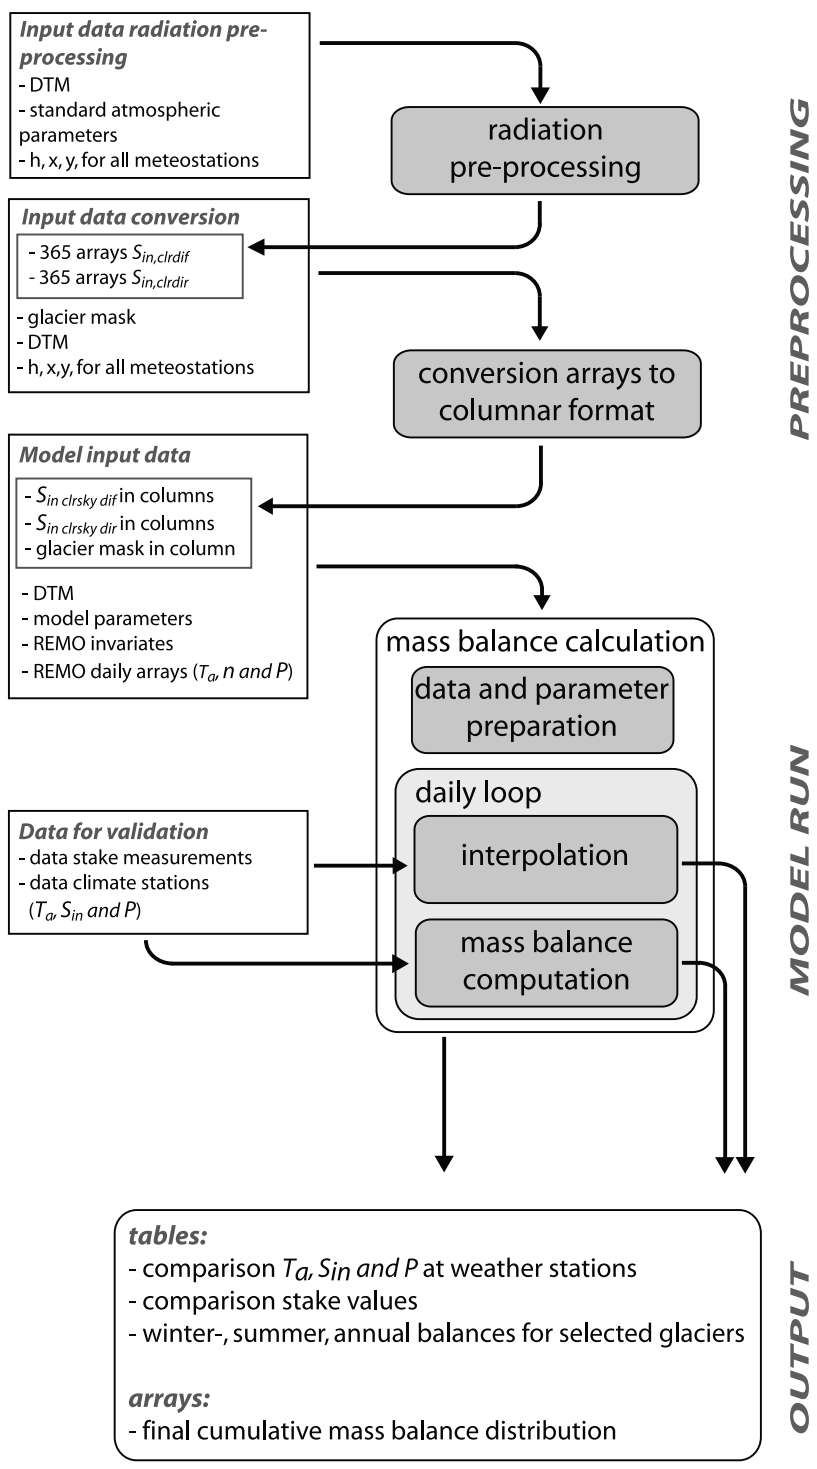 Input data radiation pre-
processing
- DTM
- standard atmospheric
parameters
- h, x, y, for all meteostations
radiation
pre-processing
Input data conversion
- 365 arrays Sin,clrdif
- 365 arrays Sin,clrdir
- glacier mask
- DTM
- h, x,y, for all meteostations
conversion arrays to
columnar format
PREPROCESSING
Model input data
- Sin clrsky dif in columns
- Sin clrsky dir in columns
- glacier mask in column
- DTM
- model parameters
- REMO invariates
- REMO daily arrays (Ta, n and P)
mass balance calculation
data and parameter
preparation
daily loop
interpolation
mass balance
computation
Data for validation
- data stake measurements
- data climate stations
(Ta, Sin and P)
MODEL RUN
tables:
- comparison Ta, Sin and P at weather stations
- comparison stake values
- winter-, summer, annual balances for selected glaciers
arrays:
- final cumulative mass balance distribution
OUTPUT